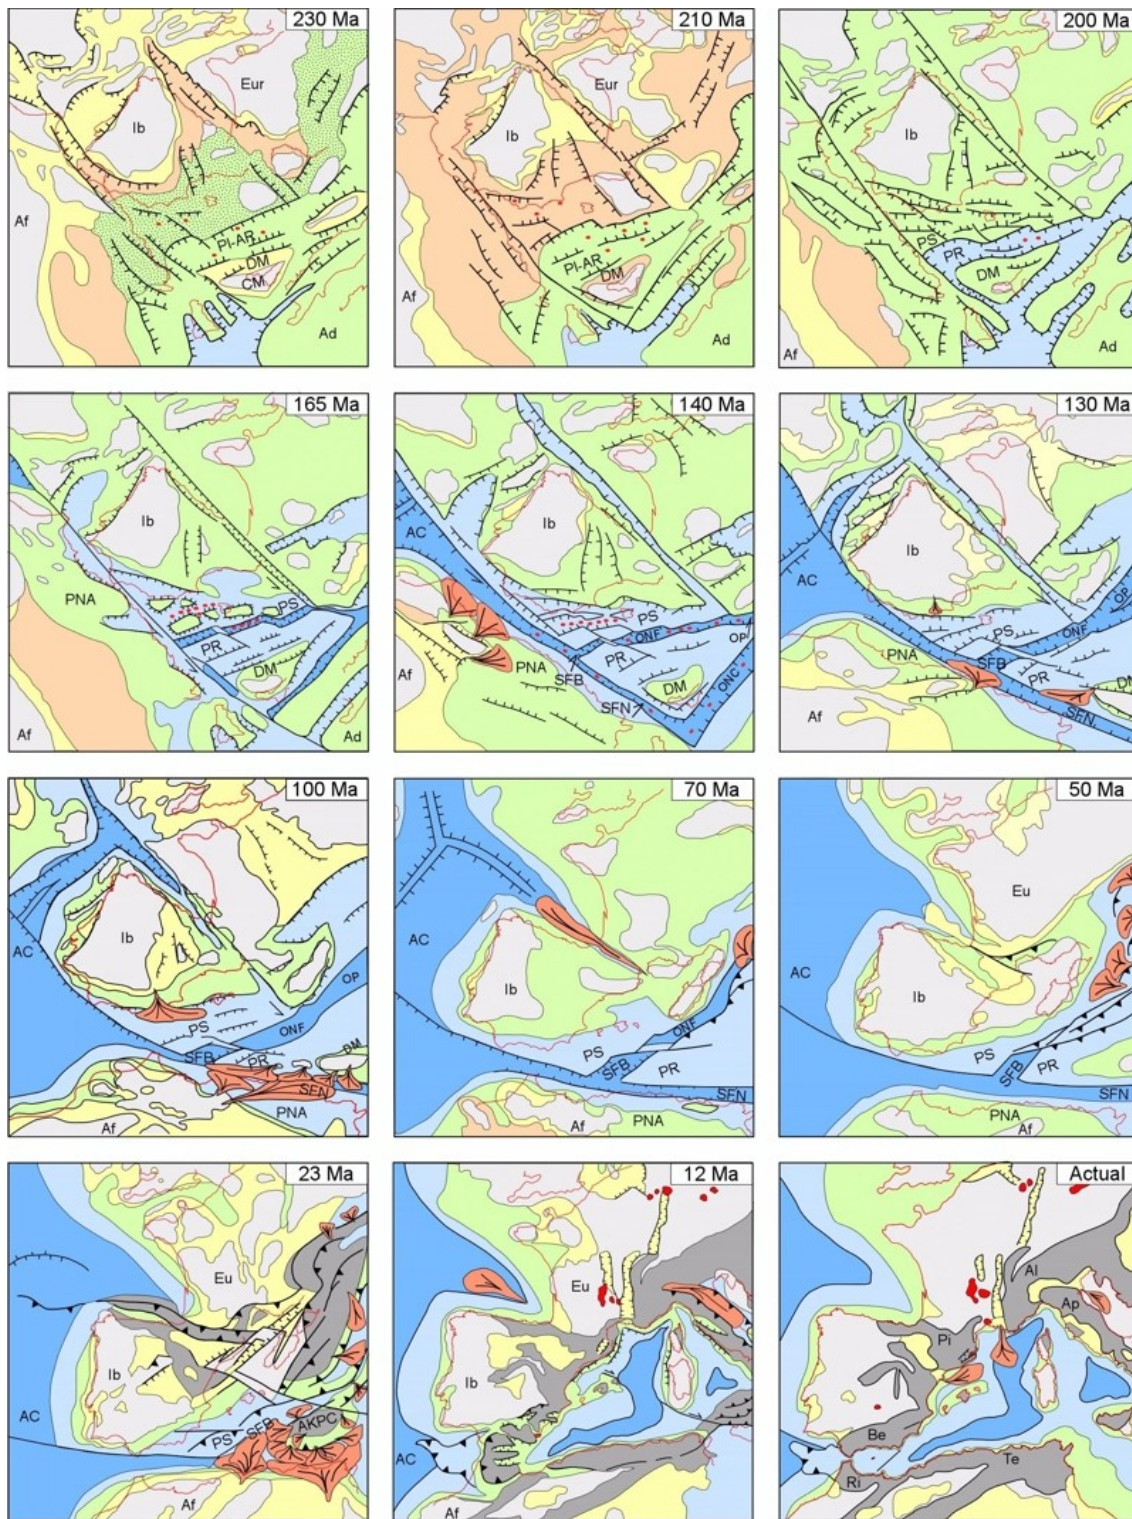 230 Ma
Eur
Ib
Af
PI-AR
DM
CM
Ad
210 Ma
Eur
Ib
PI-AR
DM
Af
Ad
200 Ma
Ib
PS
PR
DM
Af
Ad
165 Ma
Ib
PNA
PS
PR
DM
Af
Ad
140 Ma
AC
Ib
PS
ONF
OP
PR
PNA
SFB
DM
ONC
Af
SFN
130 Ma
Ib
AC
OP
PS
ONF
PNA
SFB
PR
DM
Af
SFN
100 Ma
Ib
AC
OP
PS
ONF
SFB
PR
DM
SFN
PNA
Af
70 Ma
AC
Ib
ONF
PS
SFB
PR
SFN
Af
PNA
50 Ma
Eu
AC
Ib
PS
PR
SFB
SFN
PNA
Af
23 Ma
Eu
Ib
AC
AKPC
PS
SFB
Af
12 Ma
Eu
Ib
AC
Af
Actual
Al
Ap
Pi
Be
Te
Ri